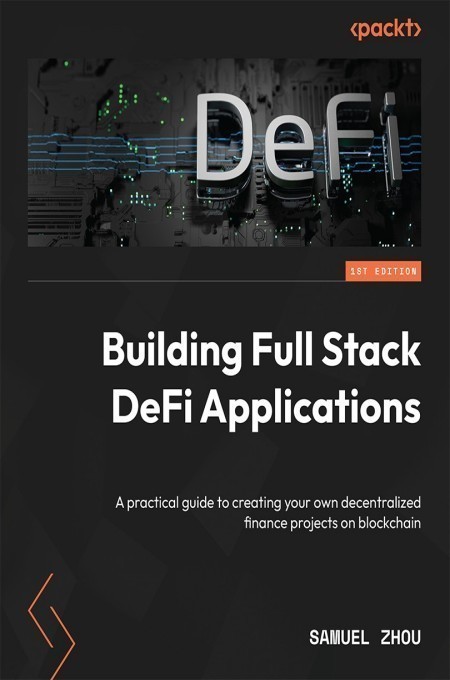 <packt>
DeFi
1ST EDITION
Building Full Stack
DeFi Applications
A practical guide to creating your own decentralized
finance projects on blockchain
SAMUEL ZHOU